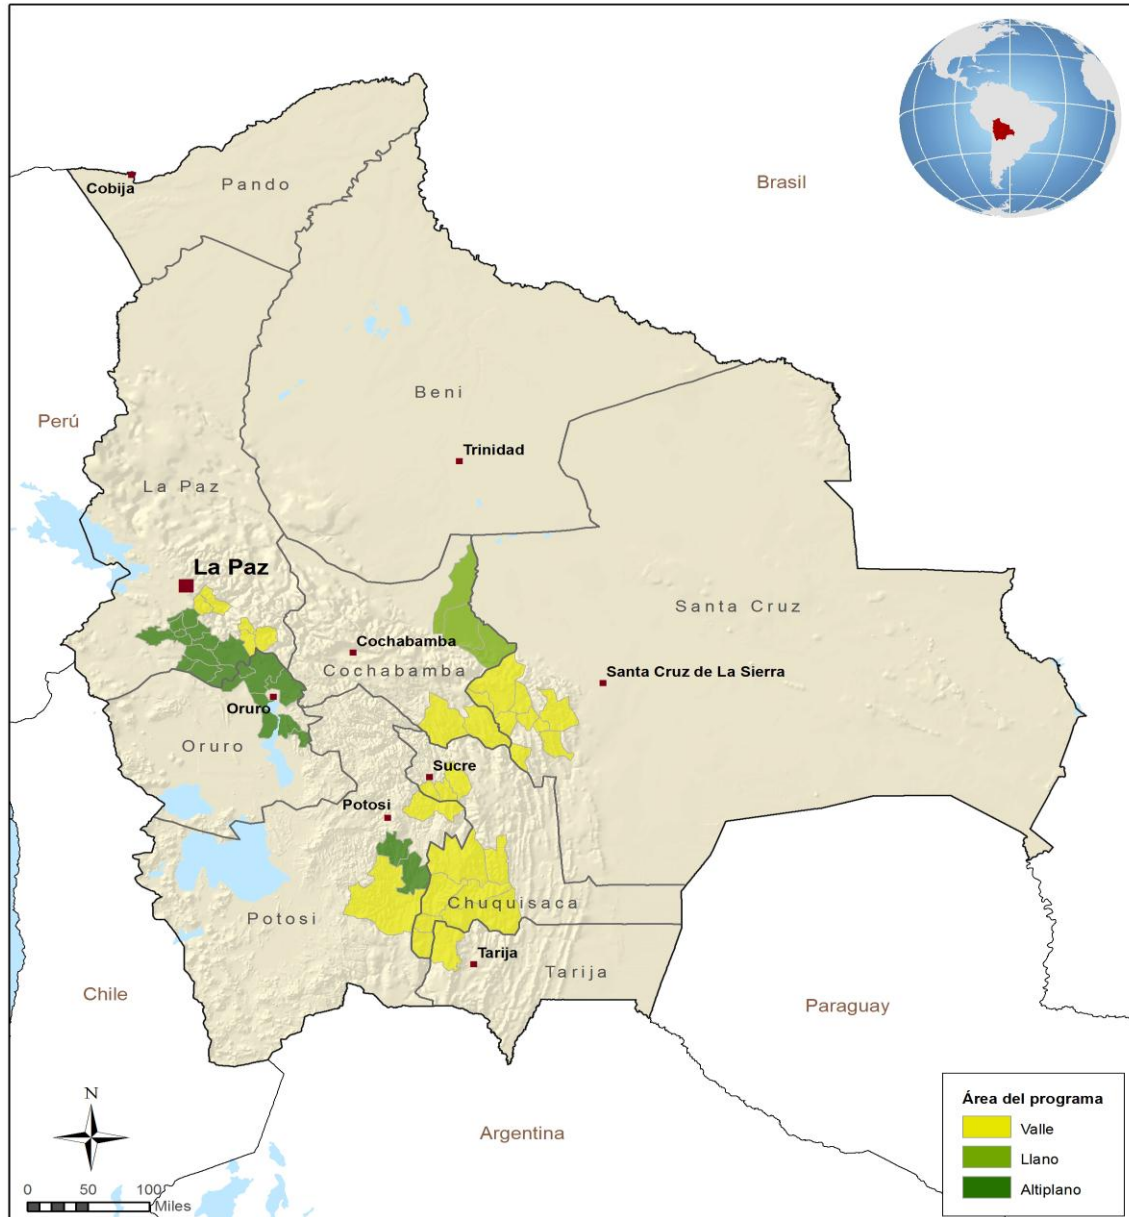 Cobija
Pando
Brasil
Beni
Perú
Trinidad
La Paz
La Paz
Santa Cruz
Cochabamba
Cochabamba
Santa Cruz de La Sierra
Oruro
Oruro
Sucre
Potosi
Chuquisaca
Potosi
Tarija
Tarija
Chile
Paraguay
Argentina
N
0 50 100
Miles
Área del programa
Valle
Llano
Altiplano